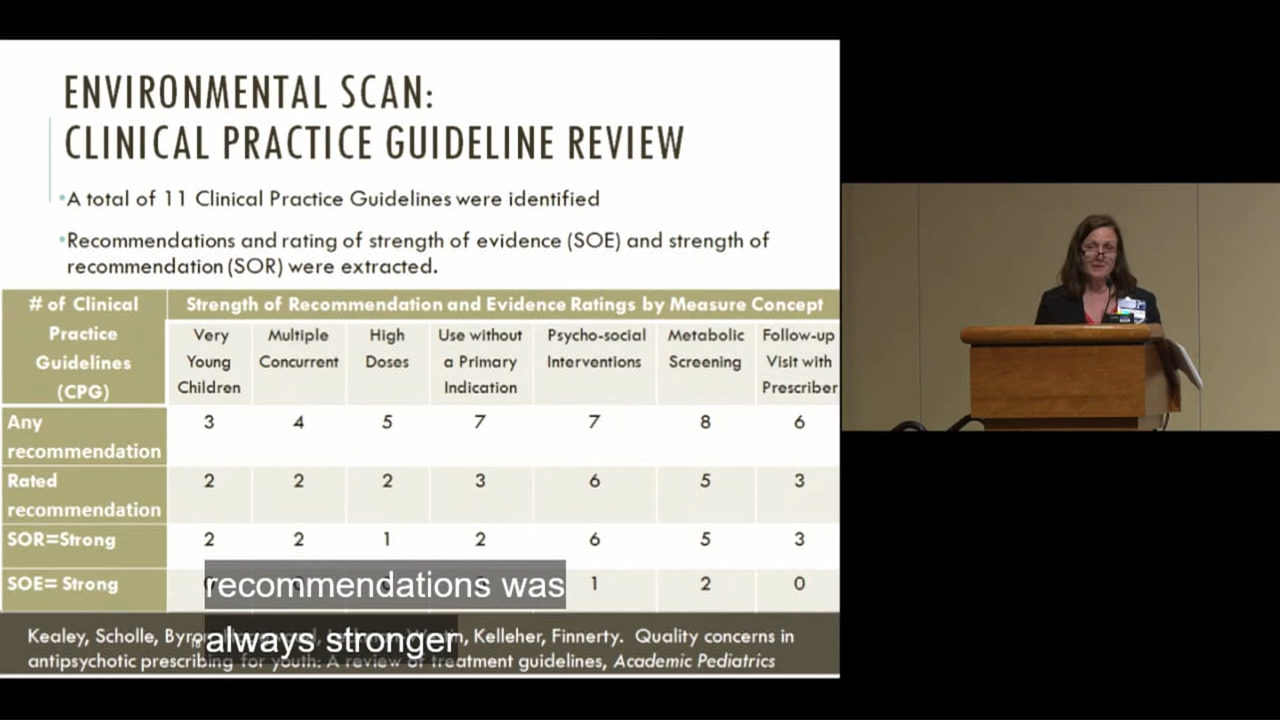 ENVIRONMENTAL SCAN:
CLINICAL PRACTICE GUIDELINE REVIEW
•A total of 11 Clinical Practice Guidelines were identified
•Recommendations and rating of strength of evidence (SOE) and strength of
recommendation (SOR) were extracted.
# of Clinical Practice Guidelines (CPG) Strength of Recommendation and Evidence Ratings by Measure Concept
Very Young Children Multiple Concurrent High Doses Use without a Primary Indication Psycho-social Interventions Metabolic Screening Follow-up Visit with Prescriber
Any recommendation 3 4 5 7 7 8 6
Rated recommendation 2 2 2 3 6 5 3
SOR=Strong 2 2 1 2 6 5 3
SOE= Strong 1 2 0
recommendations was
always stronger
Kealey, Scholle, Byron, Kelleher, Finnerty. Quality concerns in
antipsychotic prescribing for youth: A review of treatment guidelines, Academic Pediatrics